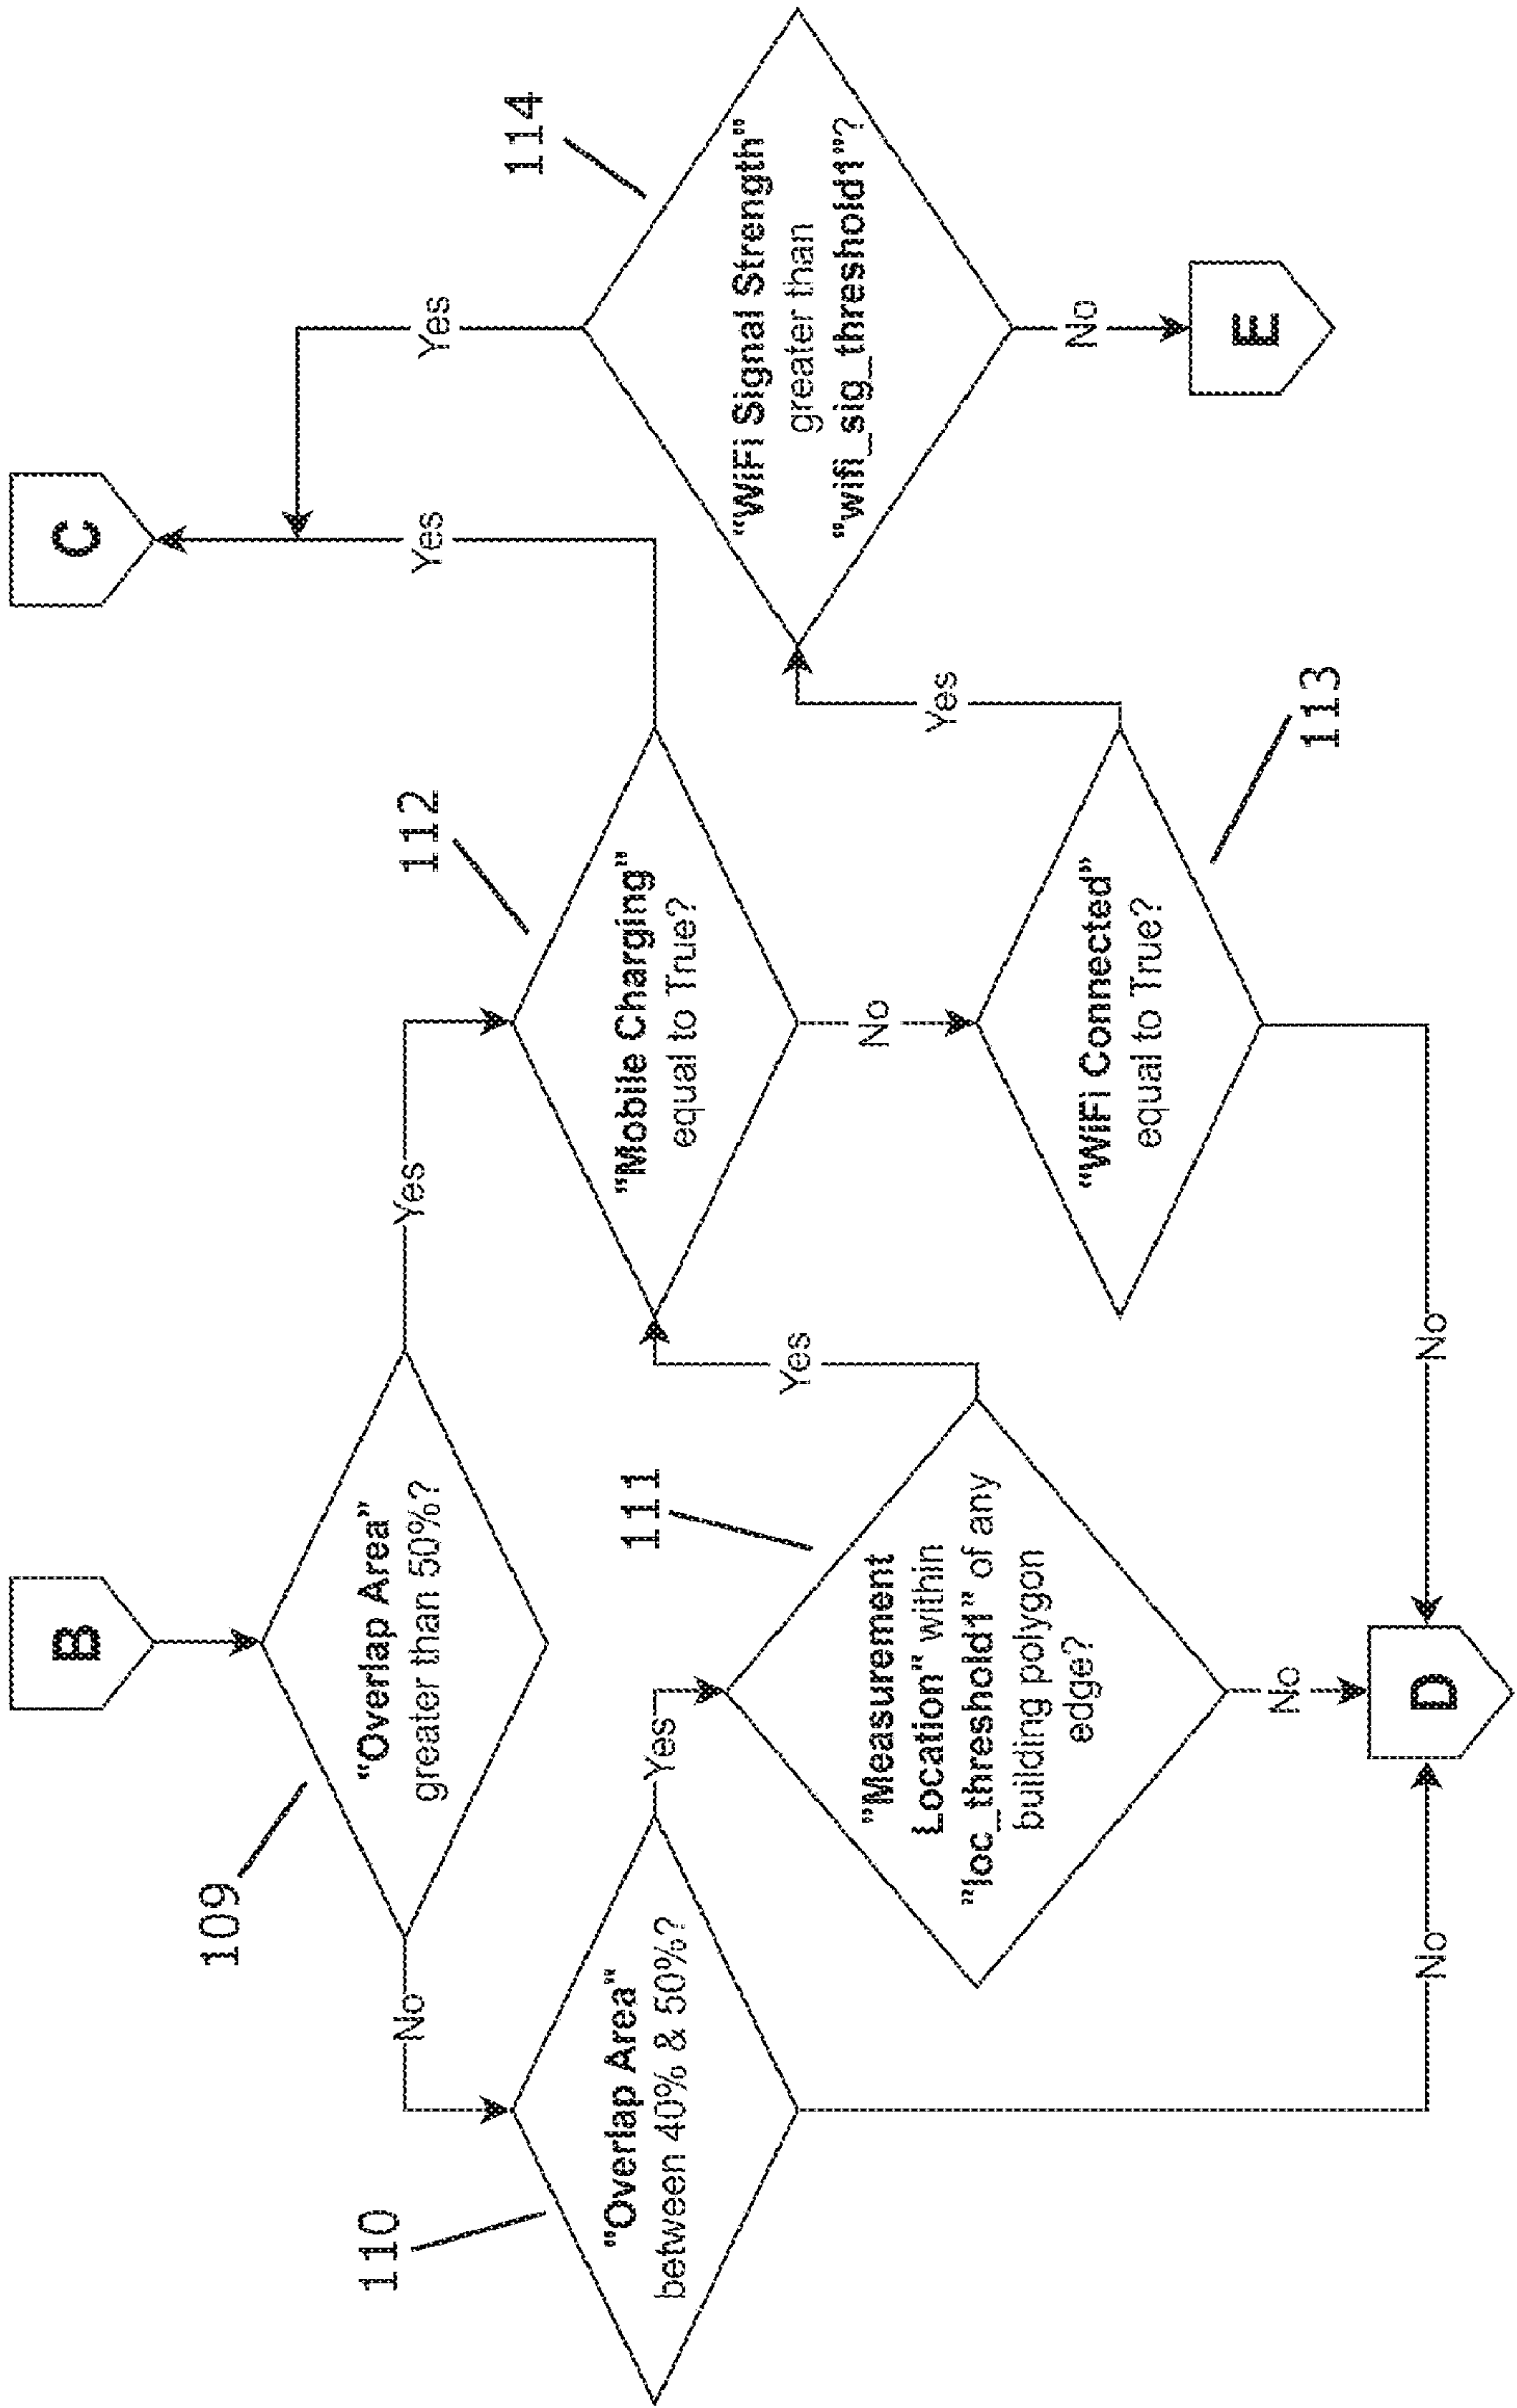 B
C
109
"Overlap Area"
greater than 50%?
Yes
No
Yes
Yes
110
"Overlap Area"
between 40% & 50%?
Yes
No
111
"Measurement
Location" within
"loc_threshold1" of any
building polygon
edge?
Yes
No
112
"Mobile Charging"
equal to True?
No
113
"WiFi Connected"
equal to True?
Yes
No
114
"WiFi Signal Strength"
greater than
"wifi_sig_threshold1"?
No
D
E